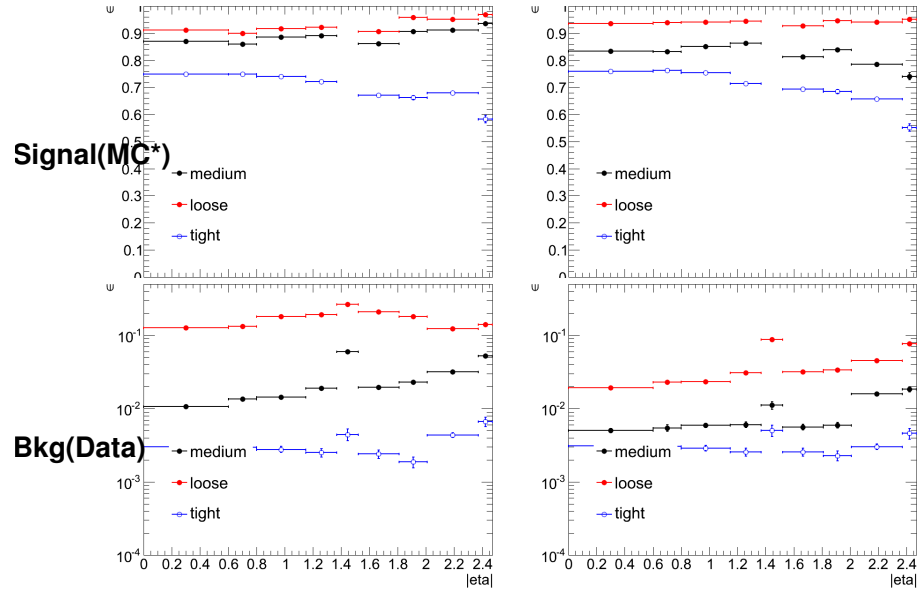 ϵ
ϵ
1
0.9
0.8
0.7
0.6
0.5
0.4
0.3
0.2
0.1
0
Signal(MC*)
medium
loose
tight
1
0.9
0.8
0.7
0.6
0.5
0.4
0.3
0.2
0.1
0
medium
loose
tight
ϵ
ϵ
10⁻¹
10⁻²
10⁻³
10⁻⁴
Bkg(Data)
medium
loose
tight
0 0.2 0.4 0.6 0.8 1 1.2 1.4 1.6 1.8 2 2.2 2.4
|eta|
10⁻¹
10⁻²
10⁻³
10⁻⁴
medium
loose
tight
0 0.2 0.4 0.6 0.8 1 1.2 1.4 1.6 1.8 2 2.2 2.4
|eta|